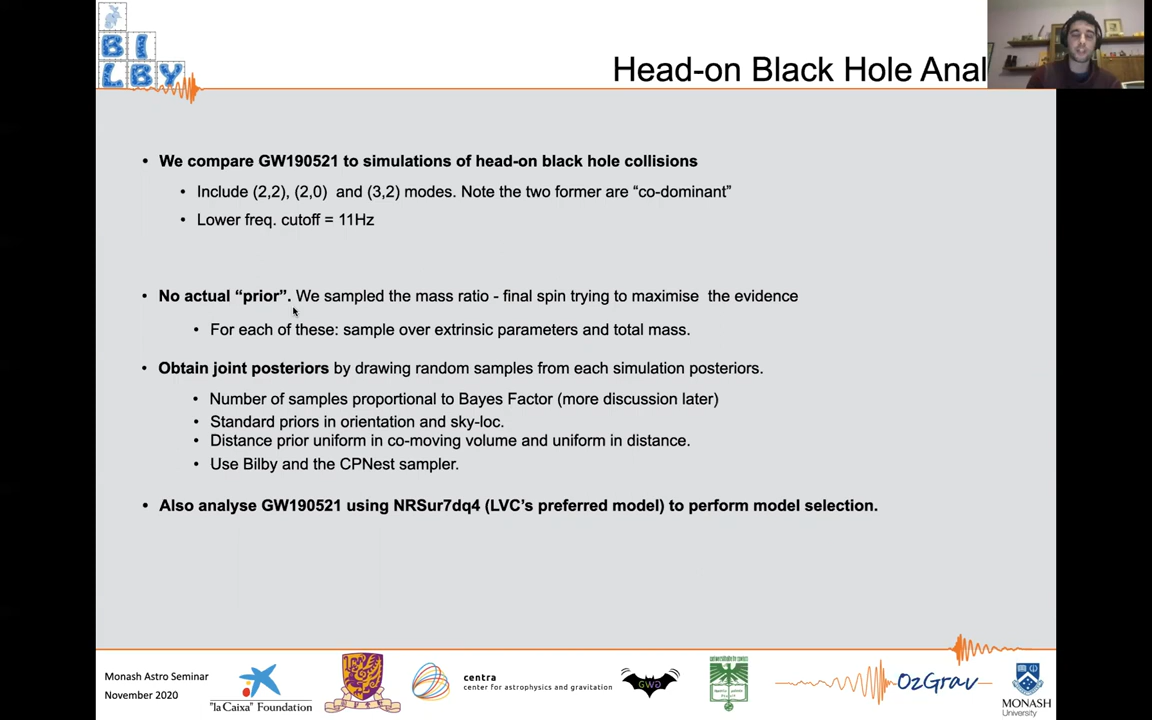 BI
LBY
Head-on Black Hole Anal
• We compare GW190521 to simulations of head-on black hole collisions
• Include (2,2), (2,0) and (3,2) modes. Note the two former are “co-dominant”
• Lower freq. cutoff = 11Hz
• No actual “prior”. We sampled the mass ratio - final spin trying to maximise the evidence
• For each of these: sample over extrinsic parameters and total mass.
• Obtain joint posteriors by drawing random samples from each simulation posteriors.
• Number of samples proportional to Bayes Factor (more discussion later)
• Standard priors in orientation and sky-loc.
• Distance prior uniform in co-moving volume and uniform in distance.
• Use Bilby and the CPNest sampler.
• Also analyse GW190521 using NRSur7dq4 (LVC’s preferred model) to perform model selection.
Monash Astro Seminar
November 2020
"la Caixa" Foundation
centra
center for astrophysics and gravitation
OzGrav
MONASH
University